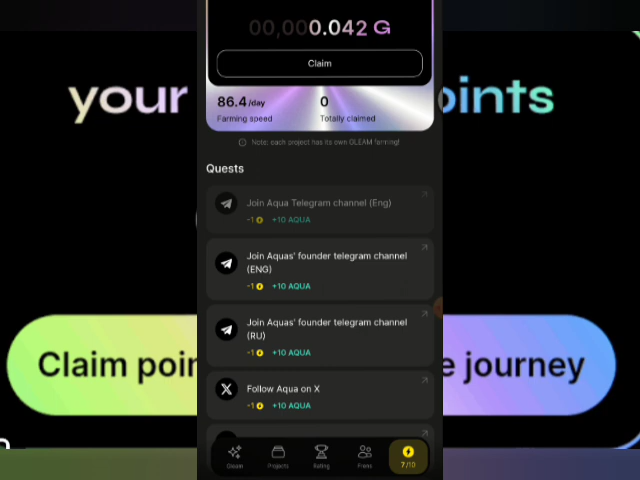 00,000.042 G
Claim
86.4 /day
Farming speed
0
Totally claimed
Note: each project has its own GLEAM farming!
Quests
Join Aqua Telegram channel (Eng)
-1 +10 AQUA
Join Aquas' founder telegram channel
(ENG)
-1 +10 AQUA
Join Aquas' founder telegram channel
(RU)
-1 +10 AQUA
Follow Aqua on X
-1 +10 AQUA
Gleam
Projects
Rating
Frens
7/10
your
Claim
journey